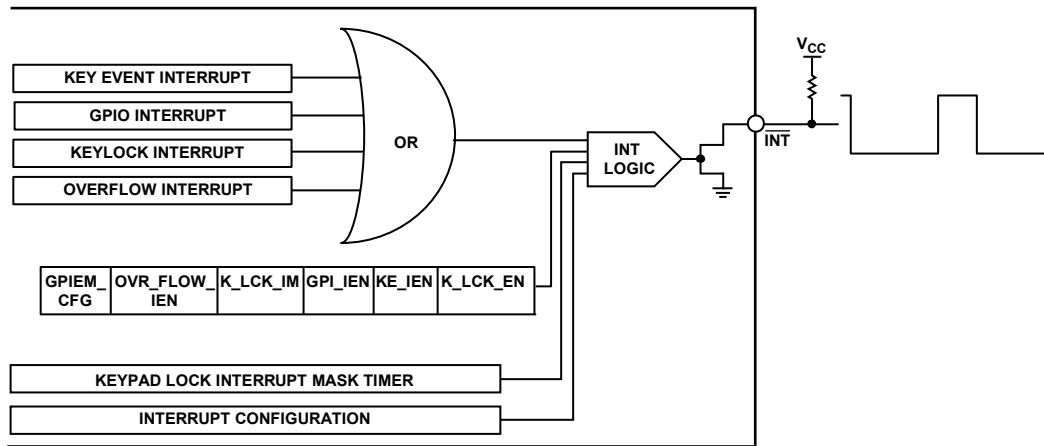 KEY EVENT INTERRUPT
GPIO INTERRUPT
KEYLOCK INTERRUPT
OVERFLOW INTERRUPT
OR
INT
LOGIC
VCC
INT
GPIEM_
CFG
OVR_FLOW_
IEN
K_LCK_IM
GPI_IEN
KE_IEN
K_LCK_EN
KEYPAD LOCK INTERRUPT MASK TIMER
INTERRUPT CONFIGURATION